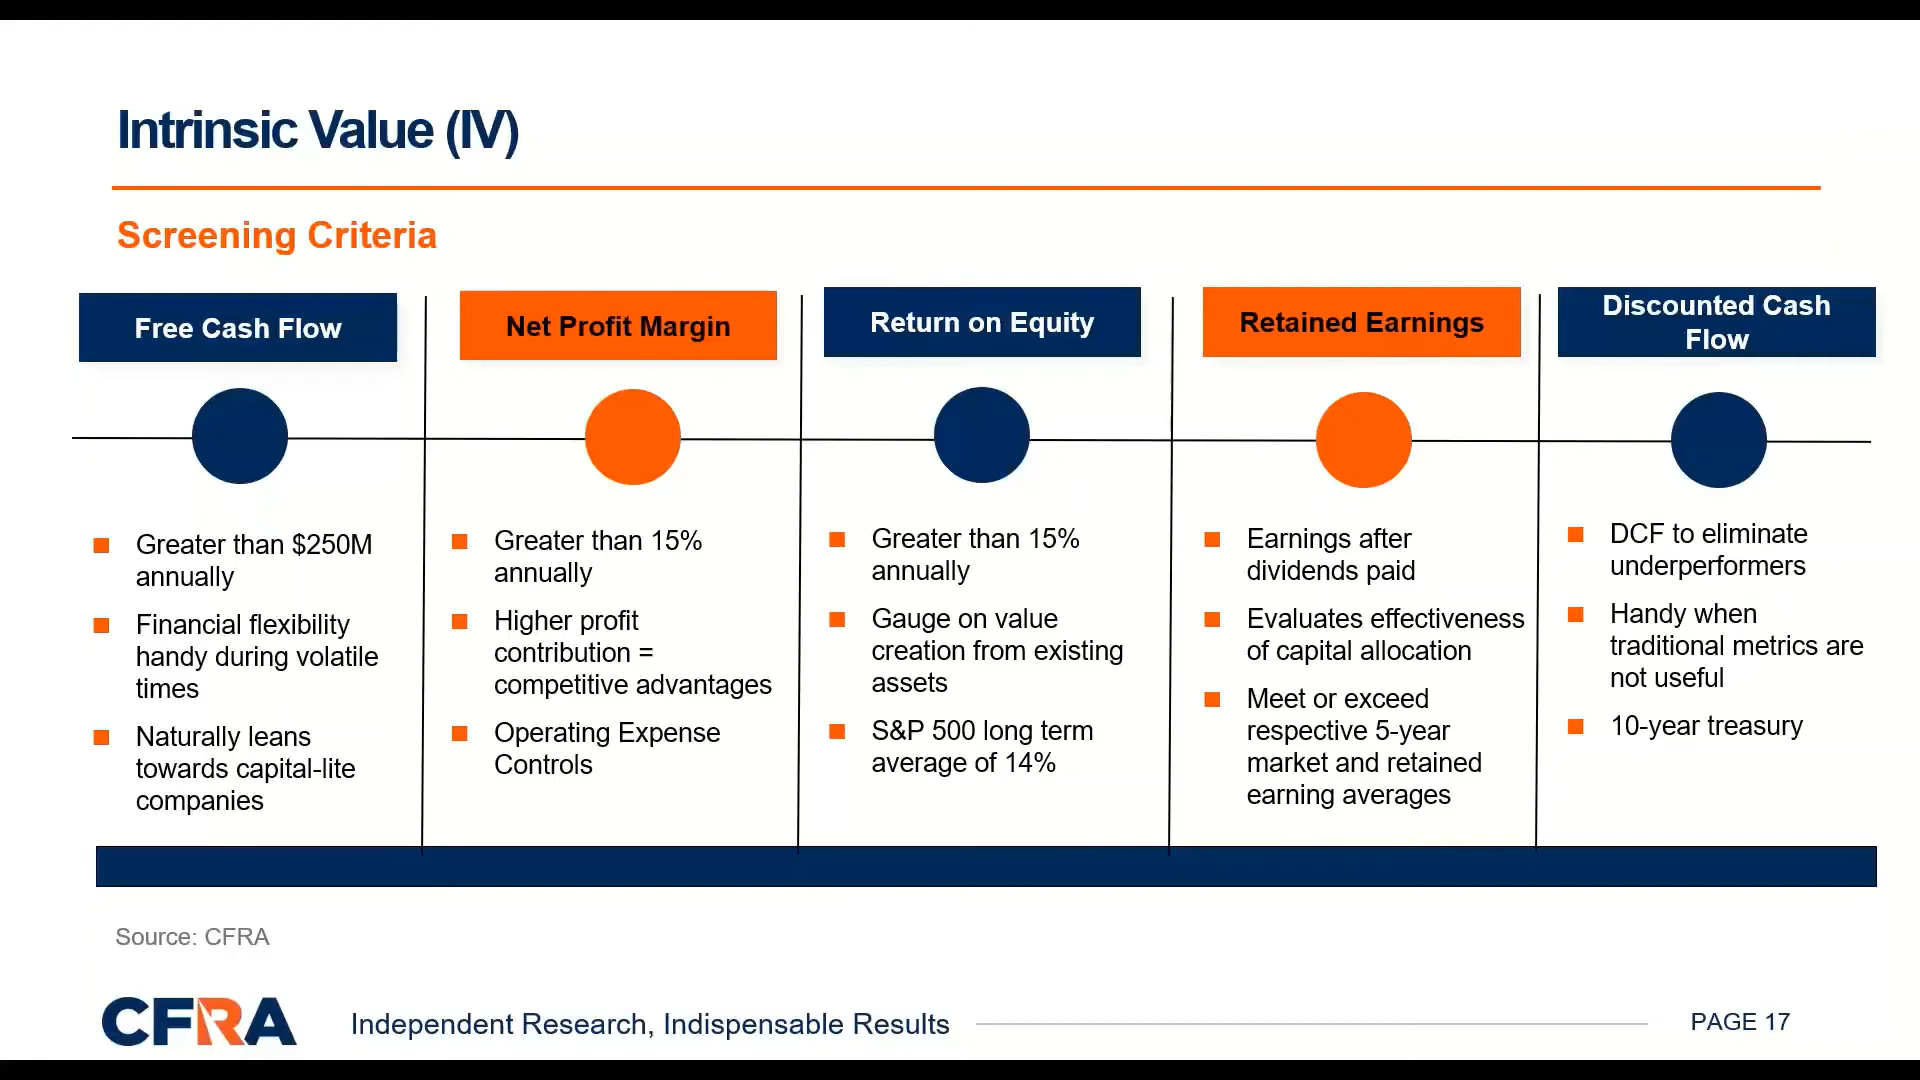 Intrinsic Value (IV)
Screening Criteria
Free Cash Flow
Greater than $250M
annually
Financial flexibility
handy during volatile
times
Naturally leans
towards capital-lite
companies
Net Profit Margin
Greater than 15%
annually
Higher profit
contribution =
competitive advantages
Operating Expense
Controls
Return on Equity
Greater than 15%
annually
Gauge on value
creation from existing
assets
S&P 500 long term
average of 14%
Retained Earnings
Earnings after
dividends paid
Evaluates effectiveness
of capital allocation
Meet or exceed
respective 5-year
market and retained
earning averages
Discounted Cash
Flow
DCF to eliminate
underperformers
Handy when
traditional metrics are
not useful
10-year treasury
Source: CFRA
CFRA
Independent Research, Indispensable Results
PAGE 17